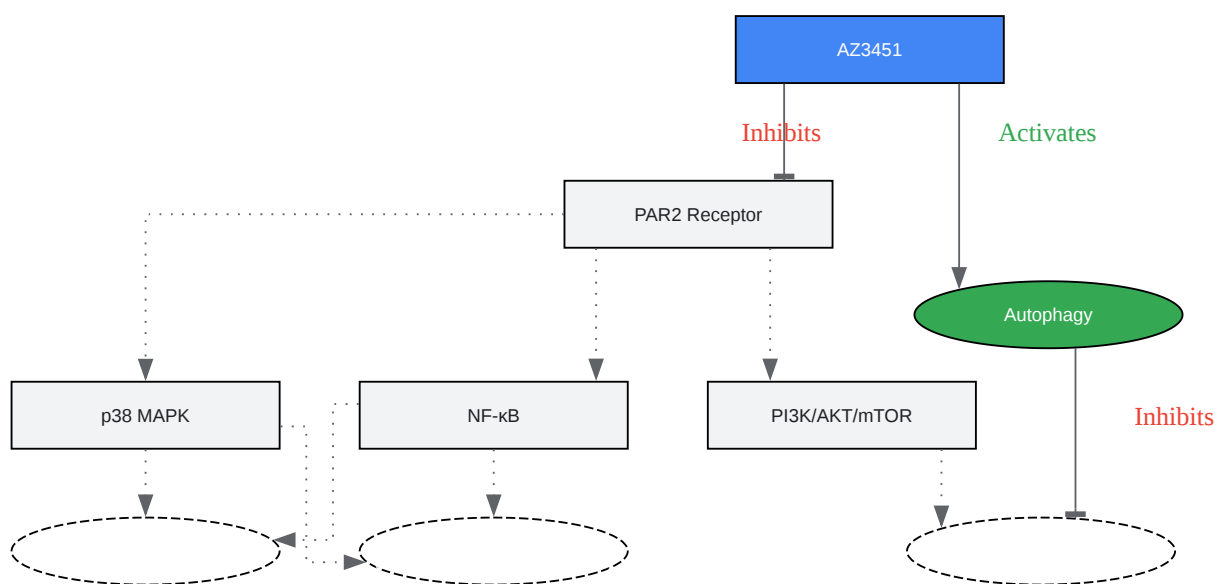 AZ3451
Inhibits
Activates
PAR2 Receptor
Autophagy
p38 MAPK
NF-κB
PI3K/AKT/mTOR
Inhibits